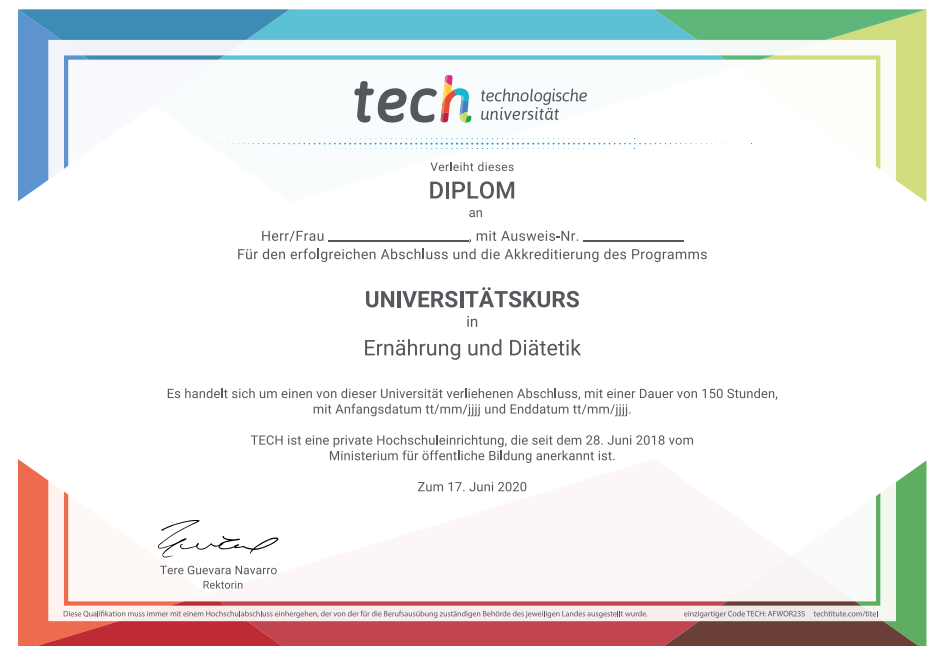 tech technologische
universität
Verleiht dieses
DIPLOM
an
Herr/Frau ____________________, mit Ausweis-Nr. ______________
Für den erfolgreichen Abschluss und die Akkreditierung des Programms
UNIVERSITÄTSKURS
in
Ernährung und Diätetik
Es handelt sich um einen von dieser Universität verliehenen Abschluss, mit einer Dauer von 150 Stunden,
mit Anfangsdatum tt/mm/jjjj und Enddatum tt/mm/jjjj.
TECH ist eine private Hochschuleinrichtung, die seit dem 28. Juni 2018 vom
Ministerium für öffentliche Bildung anerkannt ist.
Zum 17. Juni 2020
Tere Guevara Navarro
Rektorin
Diese Qualifikation muss immer mit einem Hochschulabschluss einhergehen, der von der für die Berufsausübung zuständigen Behörde des jeweiligen Landes ausgestellt wurde. einzigartiger Code TECH: AFWOR23S techtitute.com/titel